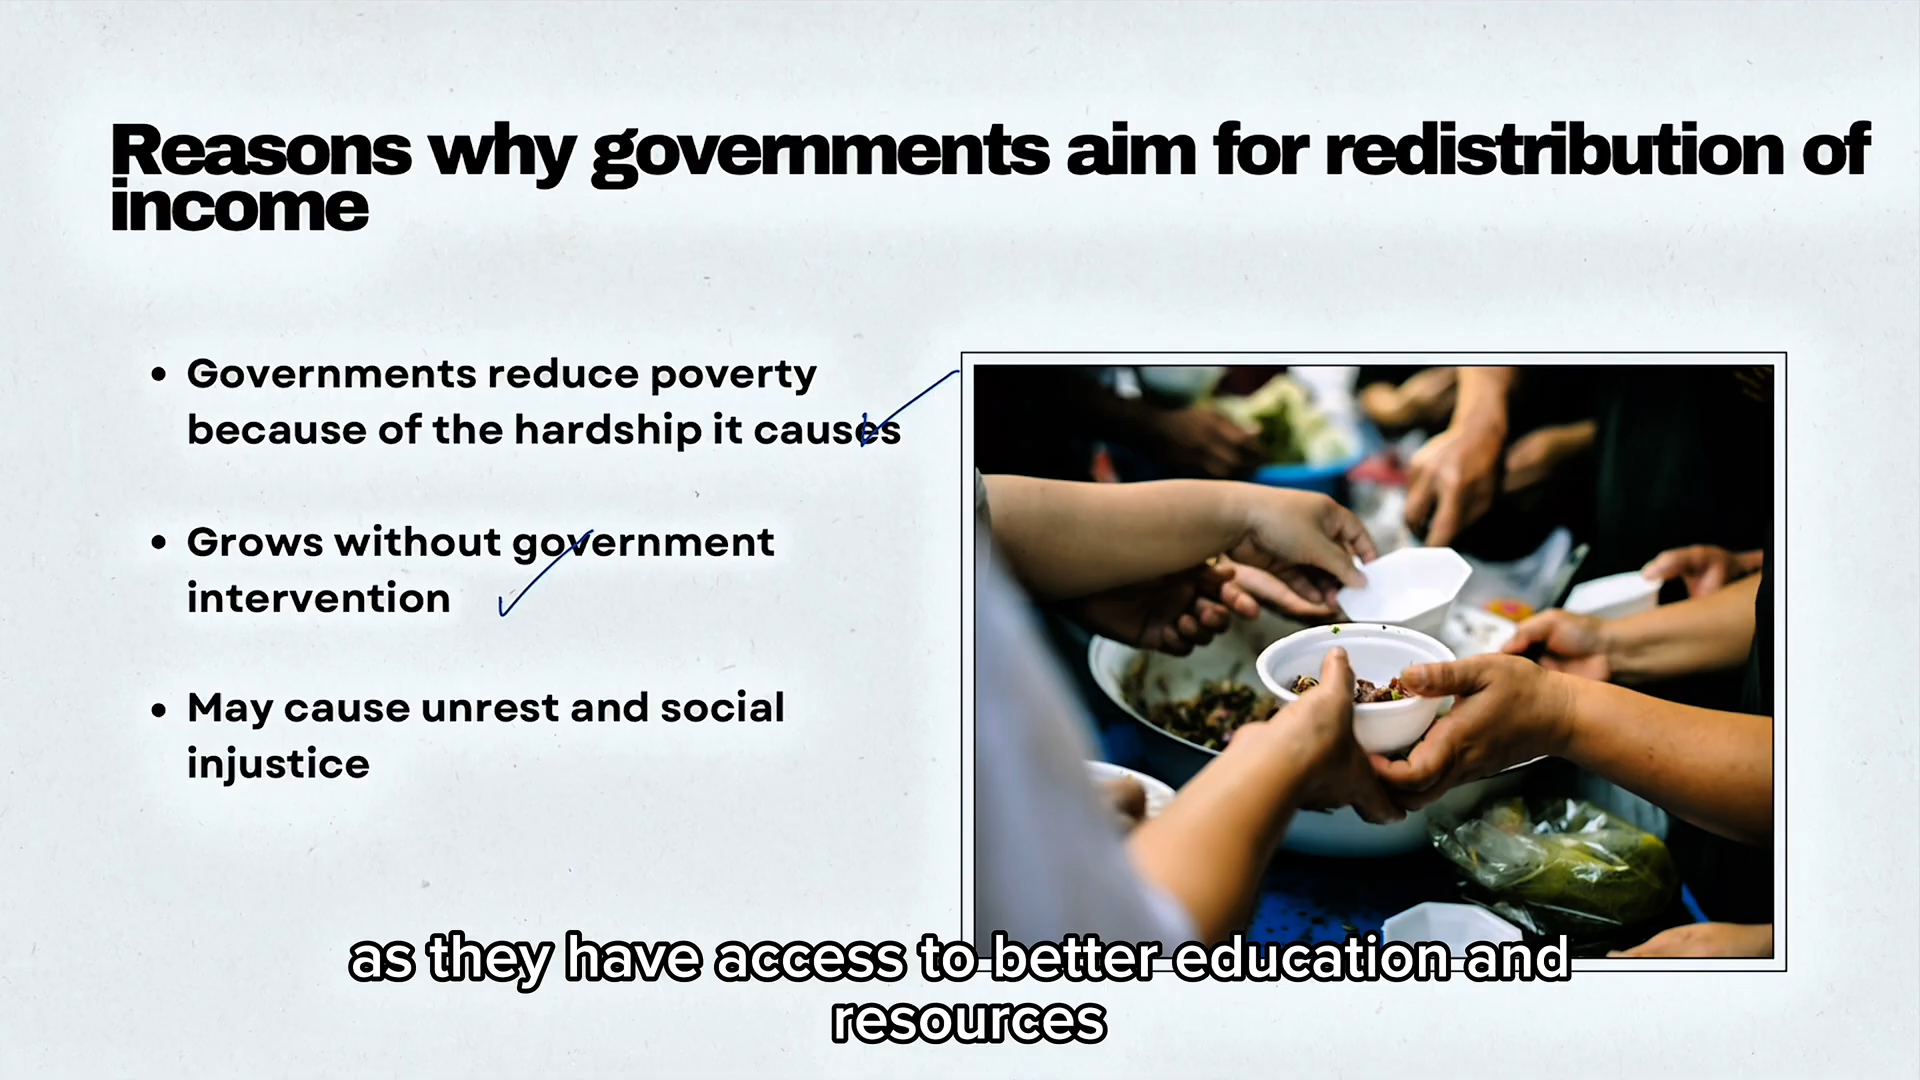 Reasons why governments aim for redistribution of
income
• Governments reduce poverty
because of the hardship it causes
• Grows without government
intervention
• May cause unrest and social
injustice
as they have access to better education and
resources